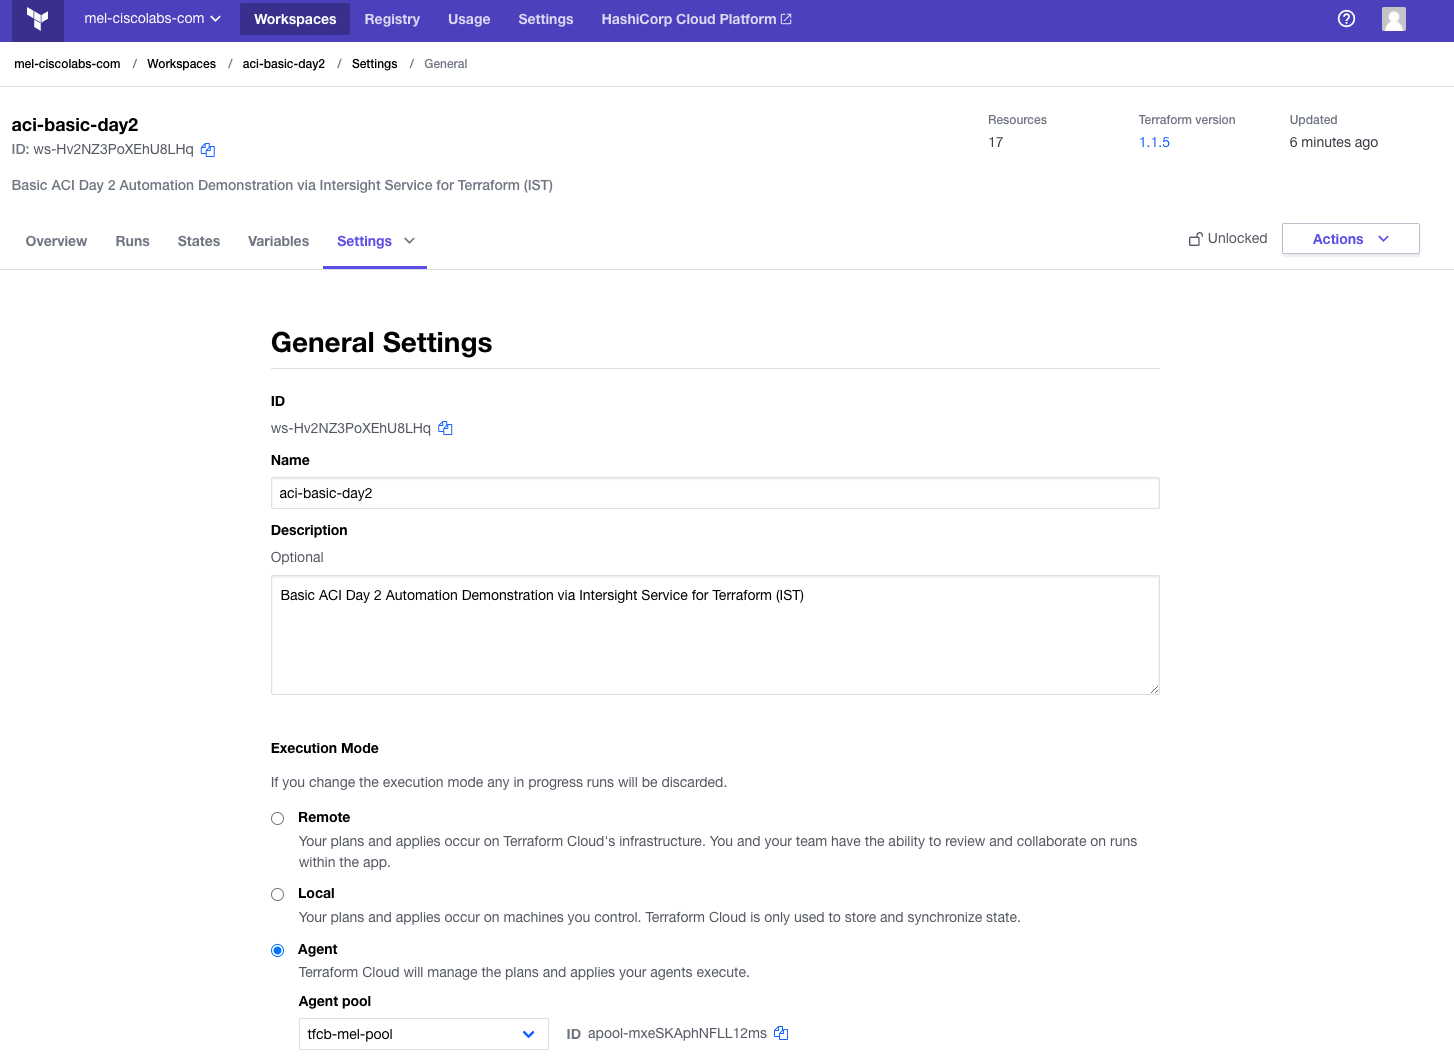 mel-ciscolabs-com Workspaces Registry Usage Settings HashiCorp Cloud Platform
mel-ciscolabs-com / Workspaces / aci-basic-day2 / Settings / General
aci-basic-day2
ID: ws-Hv2NZ3PoXEhU8LHq
Basic ACI Day 2 Automation Demonstration via Intersight Service for Terraform (IST)
Resources Terraform version Updated
17 1.1.5 6 minutes ago
Overview Runs States Variables Settings Unlocked Actions
General Settings
ID
ws-Hv2NZ3PoXEhU8LHq
Name
aci-basic-day2
Description
Optional
Basic ACI Day 2 Automation Demonstration via Intersight Service for Terraform (IST)
Execution Mode
If you change the execution mode any in progress runs will be discarded.
Remote
Your plans and applies occur on Terraform Cloud's infrastructure. You and your team have the ability to review and collaborate on runs
within the app.
Local
Your plans and applies occur on machines you control. Terraform Cloud is only used to store and synchronize state.
Agent
Terraform Cloud will manage the plans and applies your agents execute.
Agent pool
tfcb-mel-pool ID apool-mxeSKAphNFLL12ms